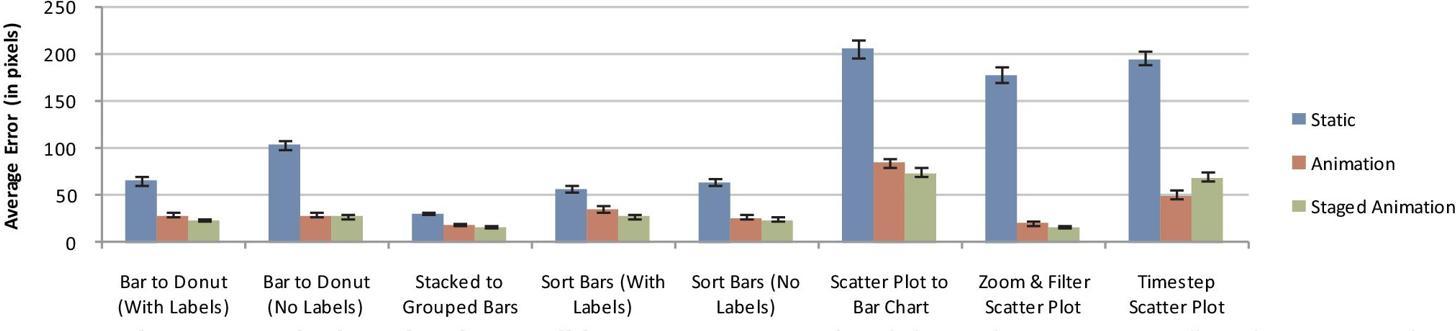 250
200
150
100
50
0
Average Error (in pixels)
Bar to Donut
(With Labels)
Bar to Donut
(No Labels)
Stacked to
Grouped Bars
Sort Bars (With
Labels)
Sort Bars (No
Labels)
Scatter Plot to
Bar Chart
Zoom & Filter
Scatter Plot
Timestep
Scatter Plot
Static
Animation
Staged Animation